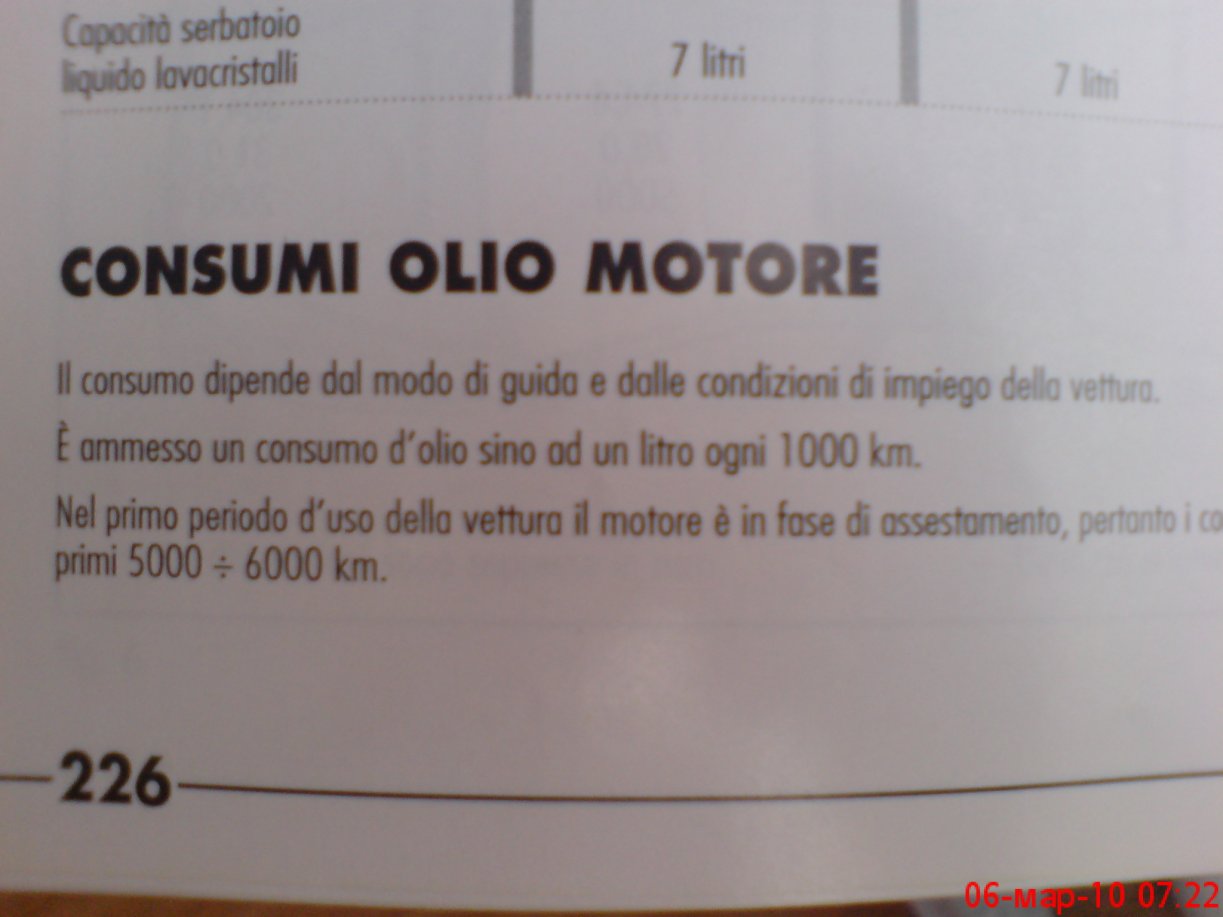 Capacità serbatoio
liquido lavacristalli
7 litri
7 litri
CONSUMI OLIO MOTORE
Il consumo dipende dal modo di guida e dalle condizioni di impiego della vettura.
È ammesso un consumo d'olio sino ad un litro ogni 1000 km.
Nel primo periodo d'uso della vettura il motore è in fase di assestamento, pertanto i co
primi 5000 ÷ 6000 km.
226
06-мар-10 07:22